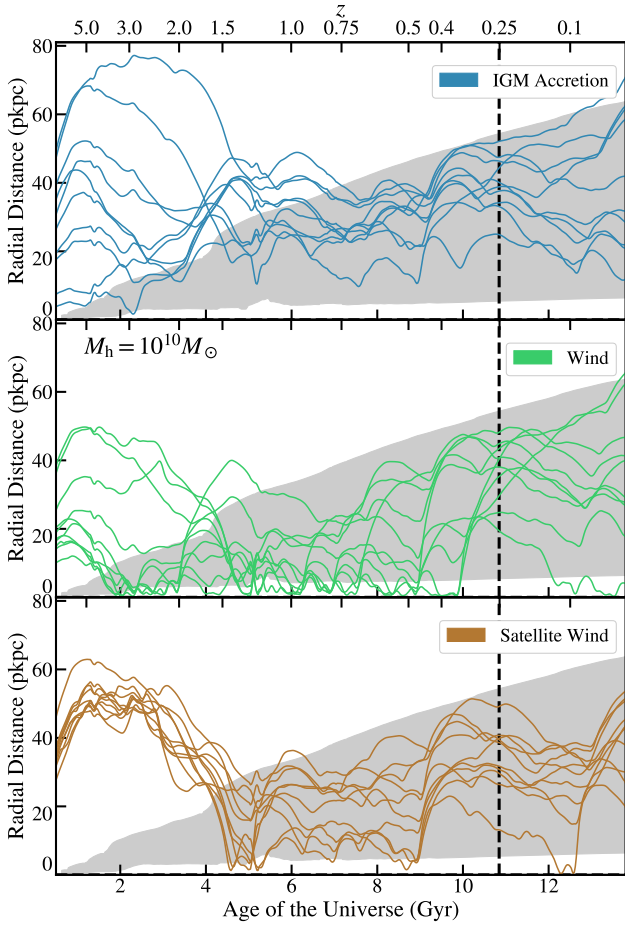 z
5.0 3.0 2.0 1.5 1.0 0.75 0.5 0.4 0.25 0.1
80
60
40
20
0
Radial Distance (pkpc)
IGM Accretion
80
60
40
20
0
Radial Distance (pkpc)
M_h = 10^10 M_⊙
Wind
80
60
40
20
0
Radial Distance (pkpc)
Satellite Wind
2 4 6 8 10 12
Age of the Universe (Gyr)